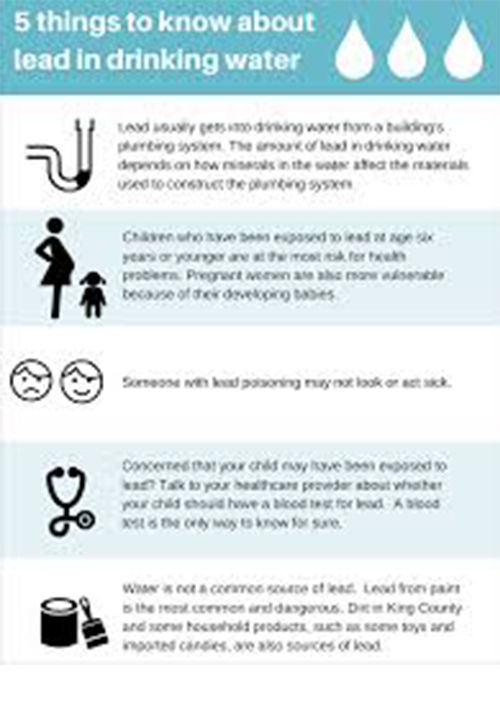 5 things to know about
lead in drinking water
Lead usually gets into drinking water from a building's
plumbing system. The amount of lead in drinking water
depends on how minerals in the water affect the materials
used to construct the plumbing system.
Children who have been exposed to lead at age six
years or younger are at the most risk for health
problems. Pregnant women are also more vulnerable
because of their developing babies.
Someone with lead poisoning may not look or act sick.
Concerned that your child may have been exposed to
lead? Talk to your healthcare provider about whether
your child should have a blood test for lead. A blood
test is the only way to know for sure.
Water is not a common source of lead. Lead from paint
is the most common and dangerous. Dirt in King County
and some household products, such as some toys and
imported candies, are also sources of lead.